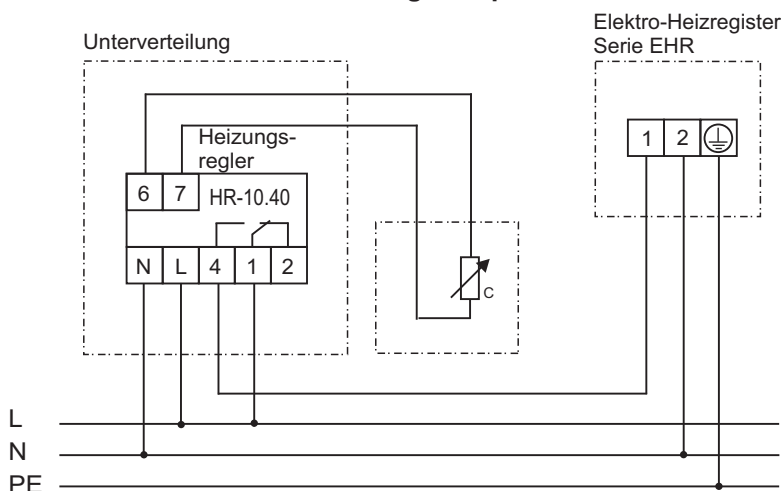 Unterverteilung
Elektro-Heizregister
Serie EHR
Heizungs-
regler
6 7 HR-10.40
N L 4 1 2
C
1 2
L
N
PE